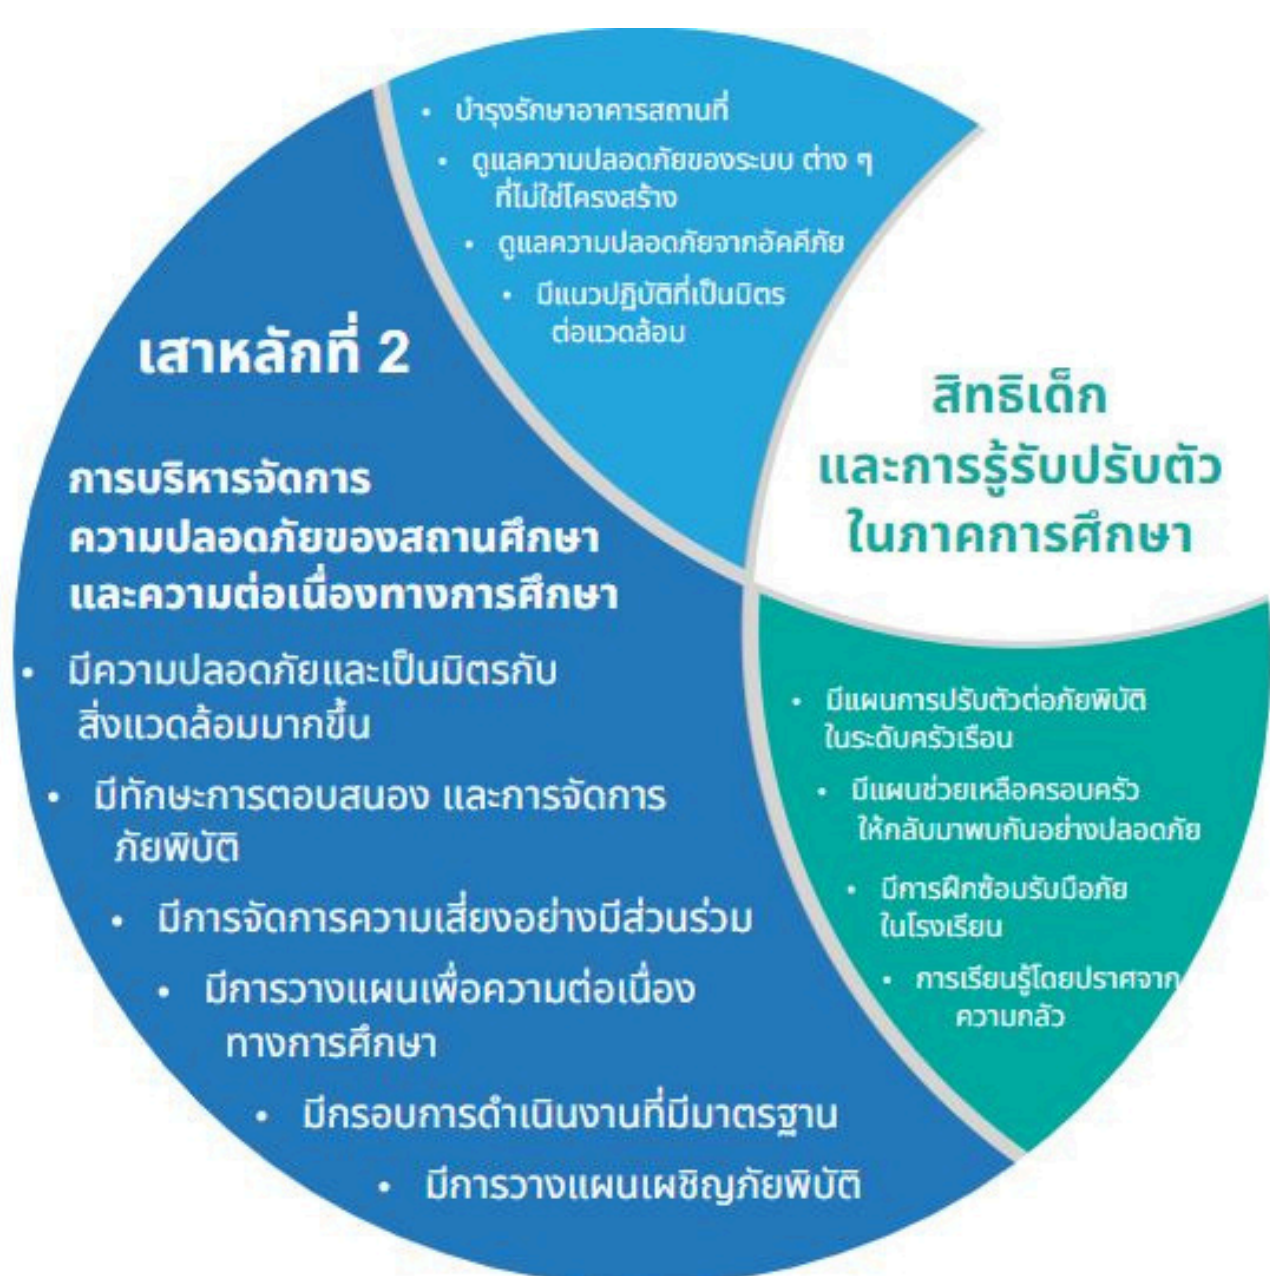 • บำรุงรักษาอาคารสถานที่
• ดูแลความปลอดภัยของระบบ ต่าง ๆ
ที่ไม่ใช่โครงสร้าง
• ดูแลความปลอดภัยจากอัคคีภัย
• มีแนวปฏิบัติที่เป็นมิตร
ต่อแวดล้อม
เสาหลักที่ 2
การบริหารจัดการ
ความปลอดภัยของสถานศึกษา
และความต่อเนื่องทางการศึกษา
• มีความปลอดภัยและเป็นมิตรกับ
สิ่งแวดล้อมมากขึ้น
• มีทักษะการตอบสนอง และการจัดการ
ภัยพิบัติ
• มีการจัดการความเสี่ยงอย่างมีส่วนร่วม
• มีการวางแผนเพื่อความต่อเนื่อง
ทางการศึกษา
• มีกรอบการดำเนินงานที่มีมาตรฐาน
• มีการวางแผนเผชิญภัยพิบัติ
สิทธิเด็ก
และการรู้รับปรับตัว
ในภาคการศึกษา
• มีแผนการปรับตัวต่อภัยพิบัติ
ในระดับครัวเรือน
• มีแผนช่วยเหลือครอบครัว
ให้กลับมาพบกันอย่างปลอดภัย
• มีการฝึกซ้อมรับมือภัย
ในโรงเรียน
• การเรียนรู้โดยปราศจาก
ความกลัว